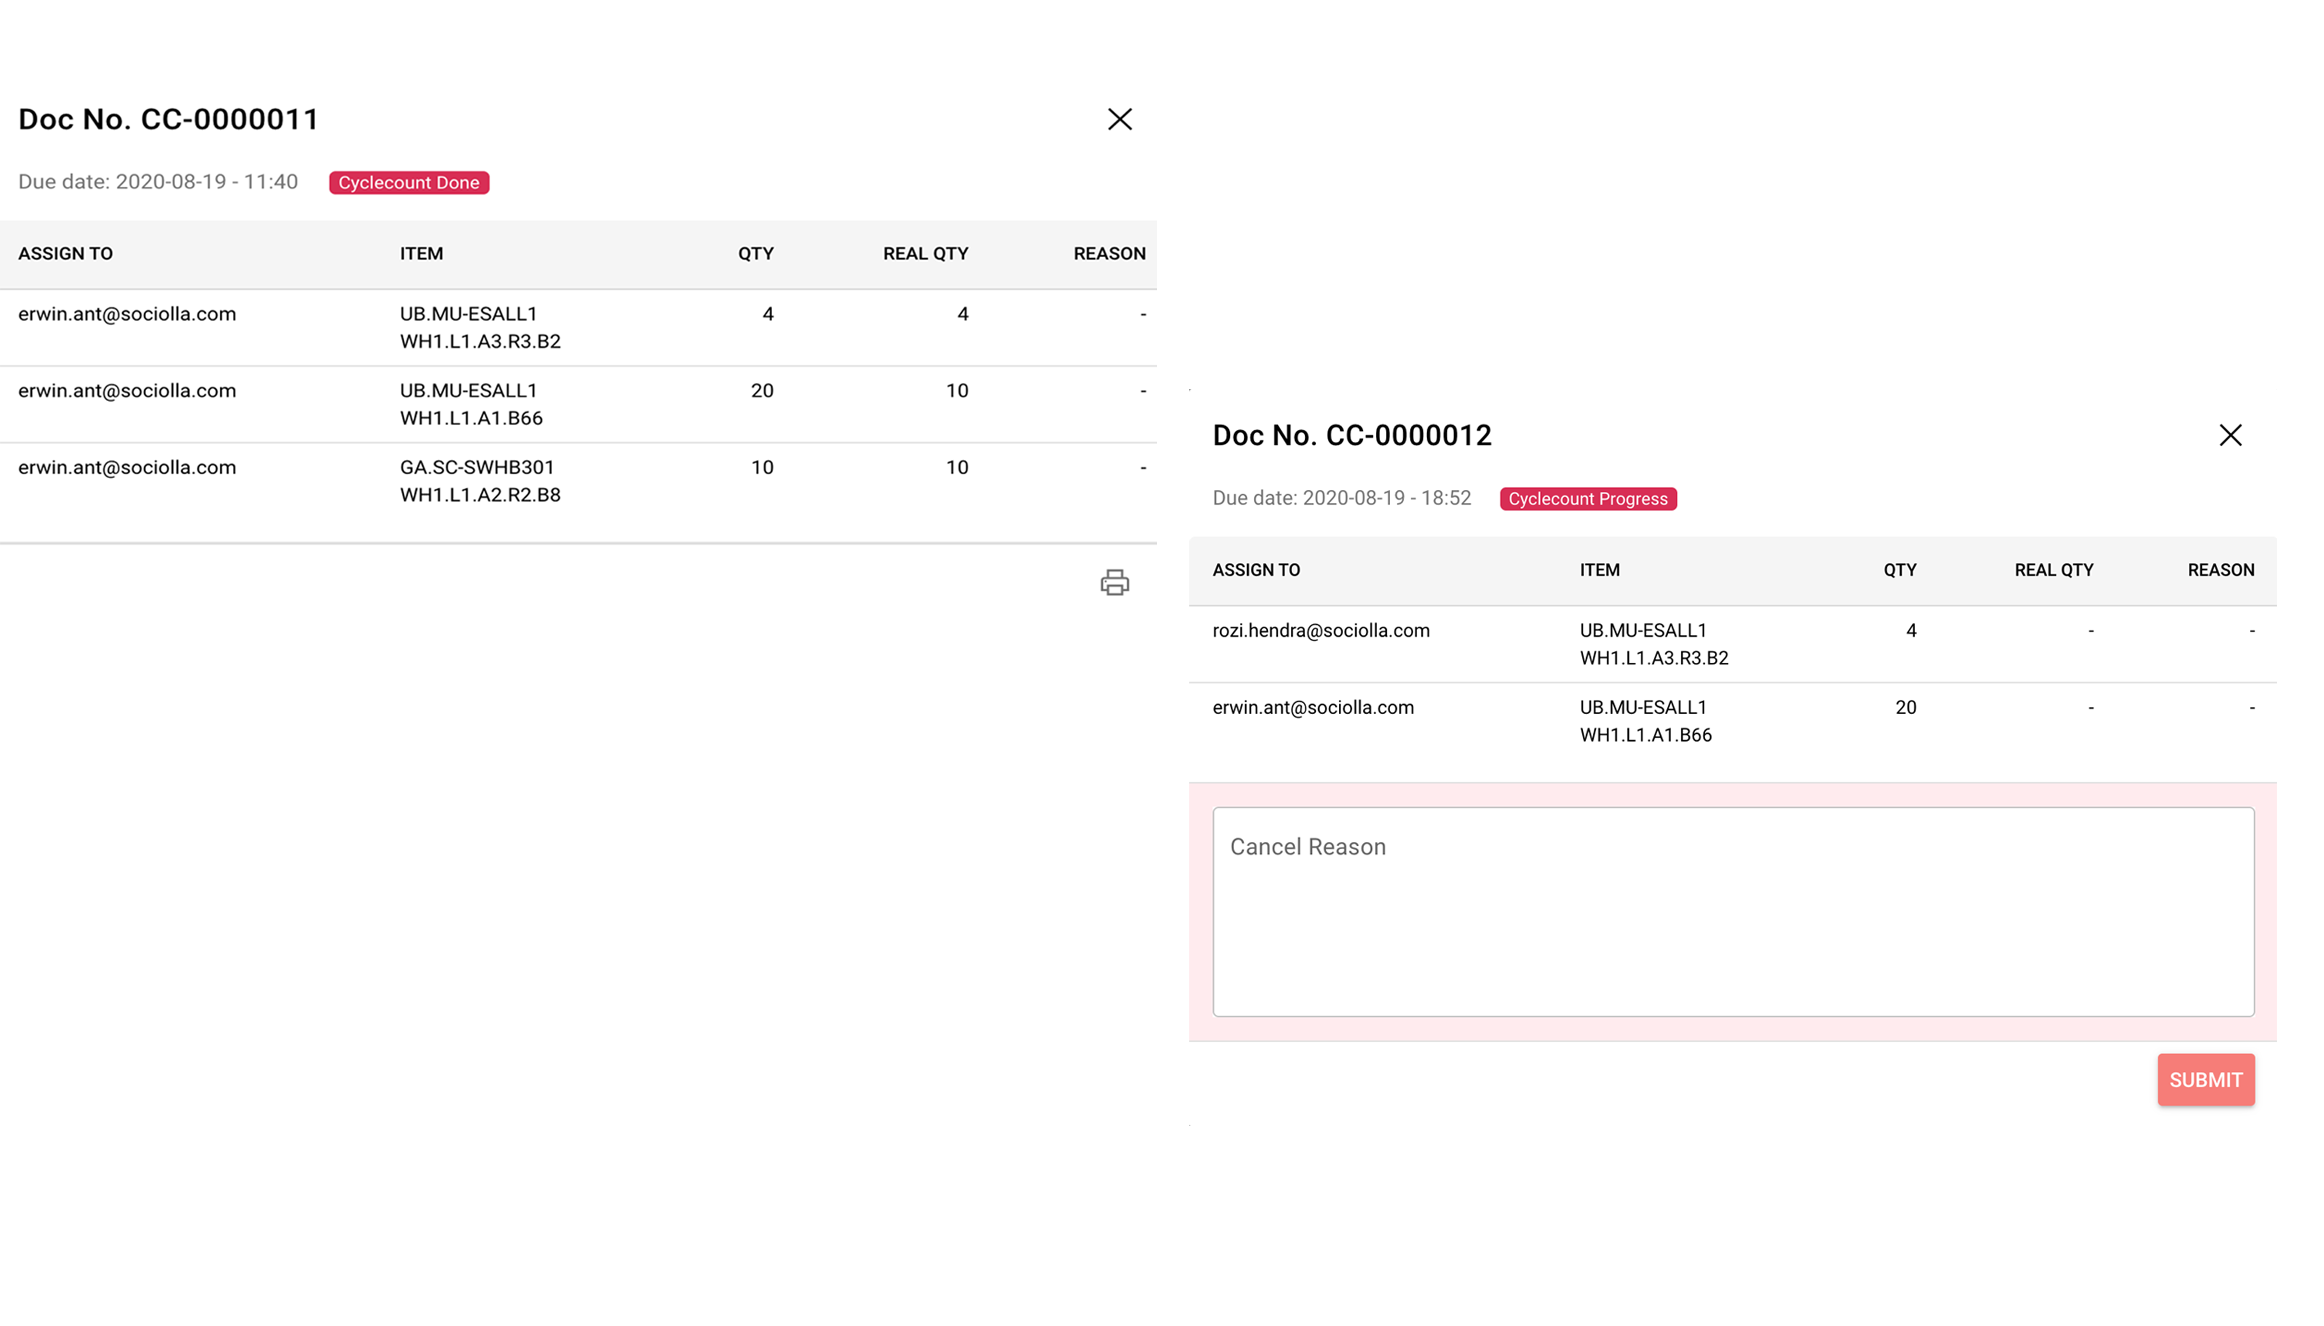 Doc No. CC-0000011
Due date: 2020-08-19 - 11:40 Cyclecount Done
ASSIGN TO ITEM QTY REAL QTY REASON
erwin.ant@sociolla.com UB.MU-ESALL1 4 4 -
WH1.L1.A3.R3.B2
erwin.ant@sociolla.com UB.MU-ESALL1 20 10 -
WH1.L1.A1.B66
erwin.ant@sociolla.com GA.SC-SWHB301 10 10 -
WH1.L1.A2.R2.B8
Doc No. CC-0000012
Due date: 2020-08-19 - 18:52 Cyclecount Progress
ASSIGN TO ITEM QTY REAL QTY REASON
rozi.hendra@sociolla.com UB.MU-ESALL1 4 - -
WH1.L1.A3.R3.B2
erwin.ant@sociolla.com UB.MU-ESALL1 20 - -
WH1.L1.A1.B66
Cancel Reason
SUBMIT